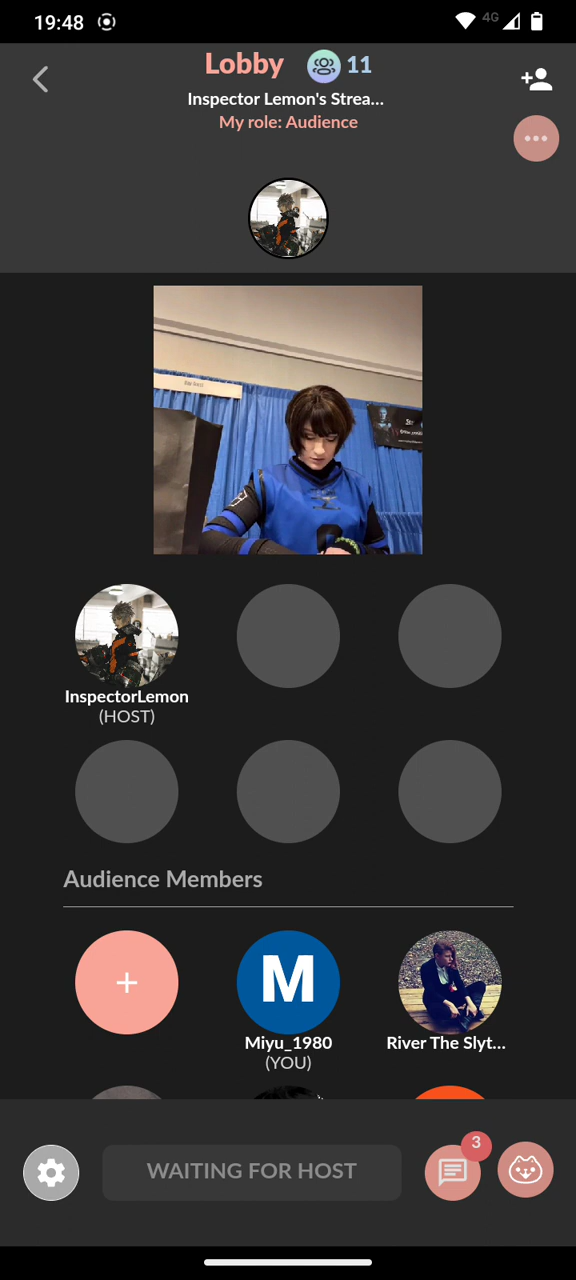 19:48
4G
Lobby
11
Inspector Lemon's Strea...
My role: Audience
InspectorLemon
(HOST)
Audience Members
M
Miyu_1980
River The Slyt...
(YOU)
3
WAITING FOR HOST